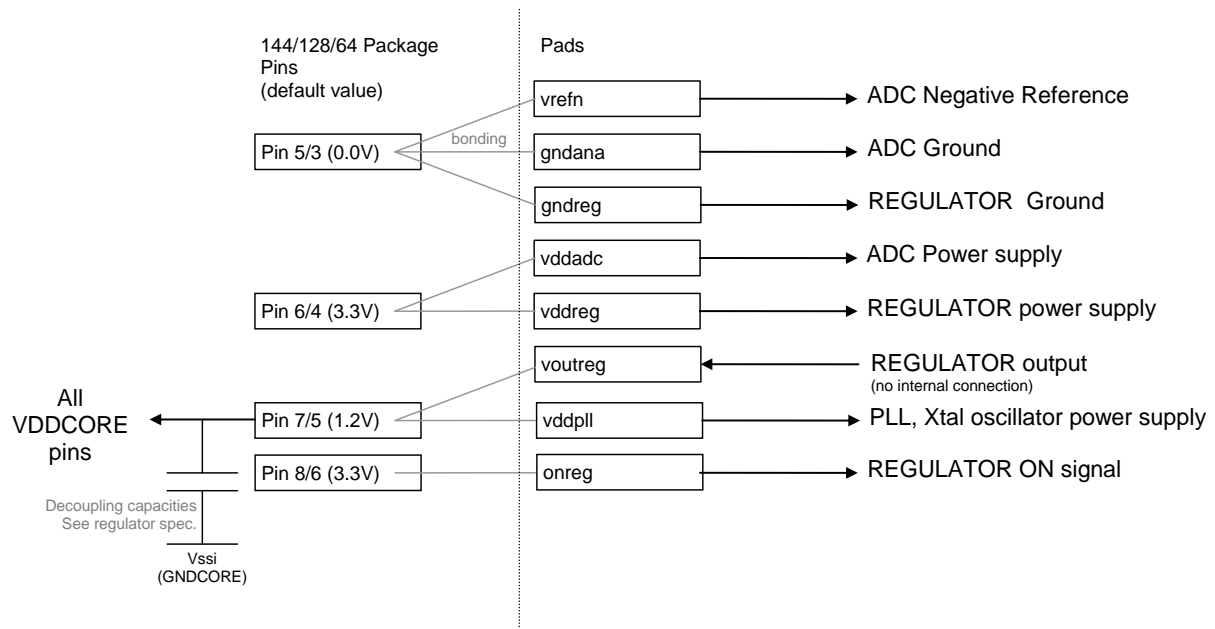 144/128/64 Package
Pins
(default value)
Pads
vrefn
ADC Negative Reference
bonding
Pin 5/3 (0.0V)
gndana
ADC Ground
gndreg
REGULATOR  Ground
vddadc
ADC Power supply
Pin 6/4 (3.3V)
vddreg
REGULATOR power supply
voutreg
REGULATOR output
(no internal connection)
All
VDDCORE
pins
Pin 7/5 (1.2V)
vddpll
PLL, Xtal oscillator power supply
Pin 8/6 (3.3V)
onreg
REGULATOR ON signal
Decoupling capacities
See regulator spec.
Vssi
(GNDCORE)